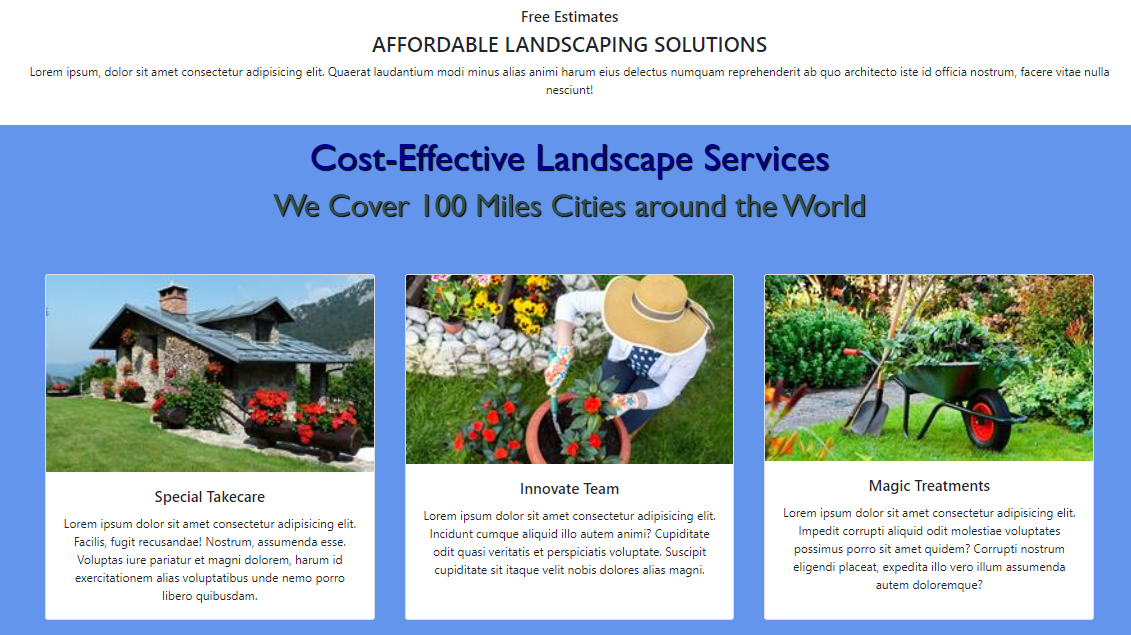 Free Estimates
AFFORDABLE LANDSCAPING SOLUTIONS
Lorem ipsum, dolor sit amet consectetur adipisicing elit. Quaerat laudantium modi minus alias animi harum eius delectus numquam reprehenderit ab quo architecto iste id officia nostrum, facere vitae nulla
nesciunt!
Cost-Effective Landscape Services
We Cover 100 Miles Cities around the World
Special Takecare
Lorem ipsum dolor sit amet consectetur adipisicing elit.
Facilis, fugit recusandae! Nostrum, assumenda esse.
Voluptas iure pariatur et magni dolorem, harum id
exercitationem alias voluptatibus unde nemo porro
libero quibusdam.
Innovate Team
Lorem ipsum dolor sit amet consectetur adipisicing elit.
Incidunt cumque aliquid illo autem animi? Cupiditate
odit quasi veritatis et perspiciatis voluptate. Suscipit
cupiditate sit itaque velit nobis dolores alias magni.
Magic Treatments
Lorem ipsum dolor sit amet consectetur adipisicing elit.
Impedit corrupti aliquid odit molestiae voluptates
possimus porro sit amet quidem? Corrupti nostrum
eligendi placeat, expedita illo vero illum assumenda
autem doloremque?